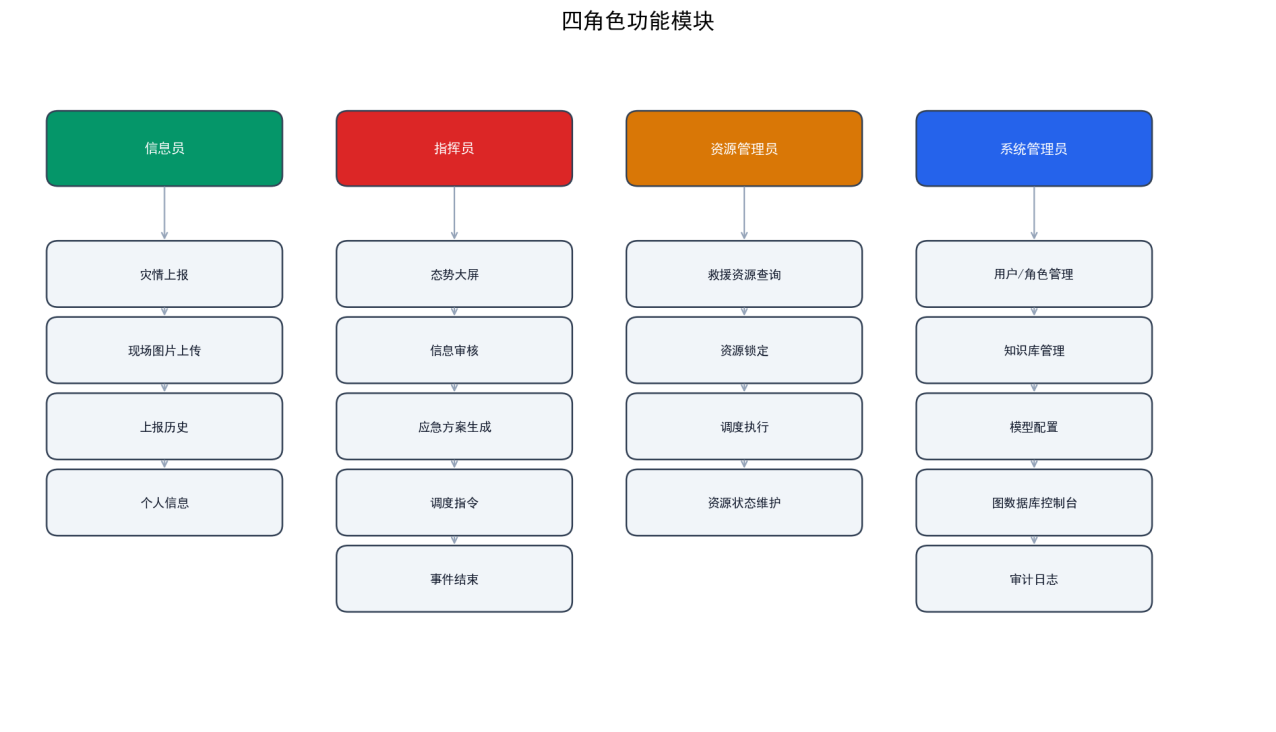 四角色功能模块
信息员
指挥员
资源管理员
系统管理员
灾情上报
态势大屏
救援资源查询
用户/角色管理
现场图片上传
信息审核
资源锁定
知识库管理
上报历史
应急方案生成
调度执行
模型配置
个人信息
调度指令
资源状态维护
图数据库控制台
事件结束
审计日志